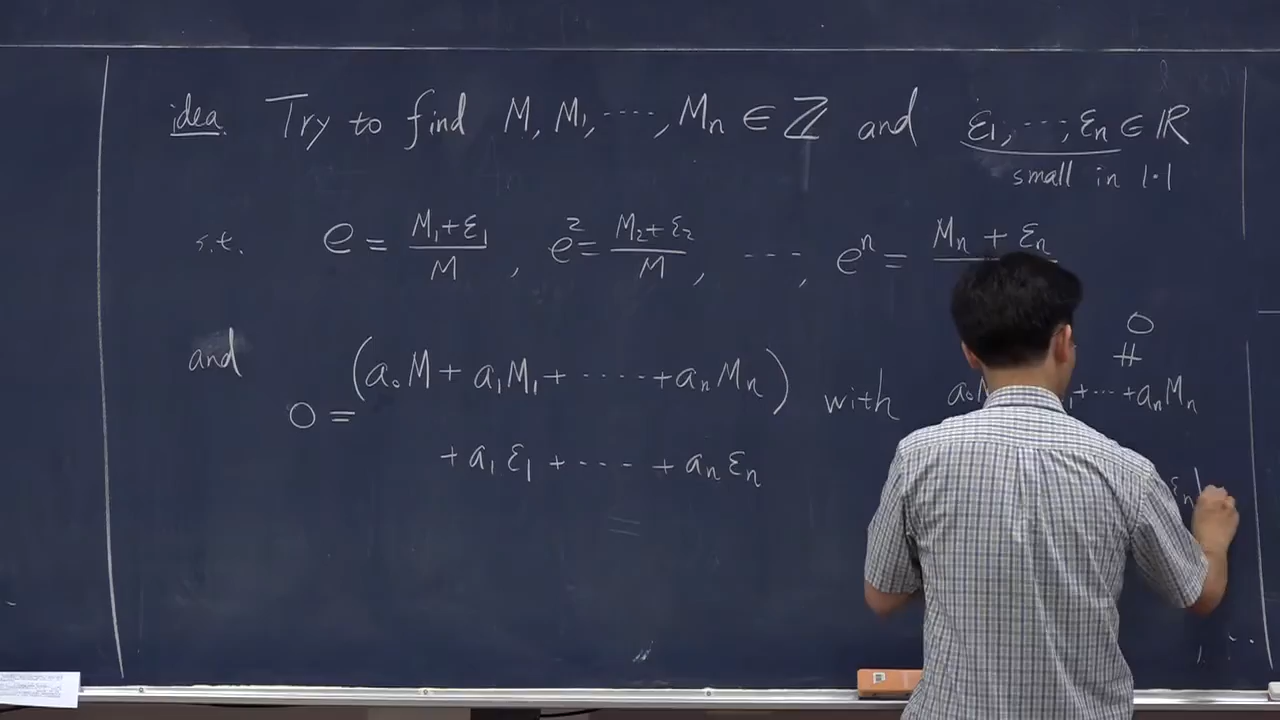 idea. Try to find M, M₁, ····, Mₙ ∈ ℤ and ε₁, ···, εₙ ∈ ℝ
small in |·|
s.t. e = (M₁+ε₁)/M , e² = (M₂+ε₂)/M , ---, eⁿ = (Mₙ + εₙ)/
and 0 = (a₀M + a₁M₁ + ····· + aₙMₙ) with a₀M ₁+···+aₙMₙ
≠ 0
+ a₁ε₁ + ···· + aₙεₙ
εₙ|